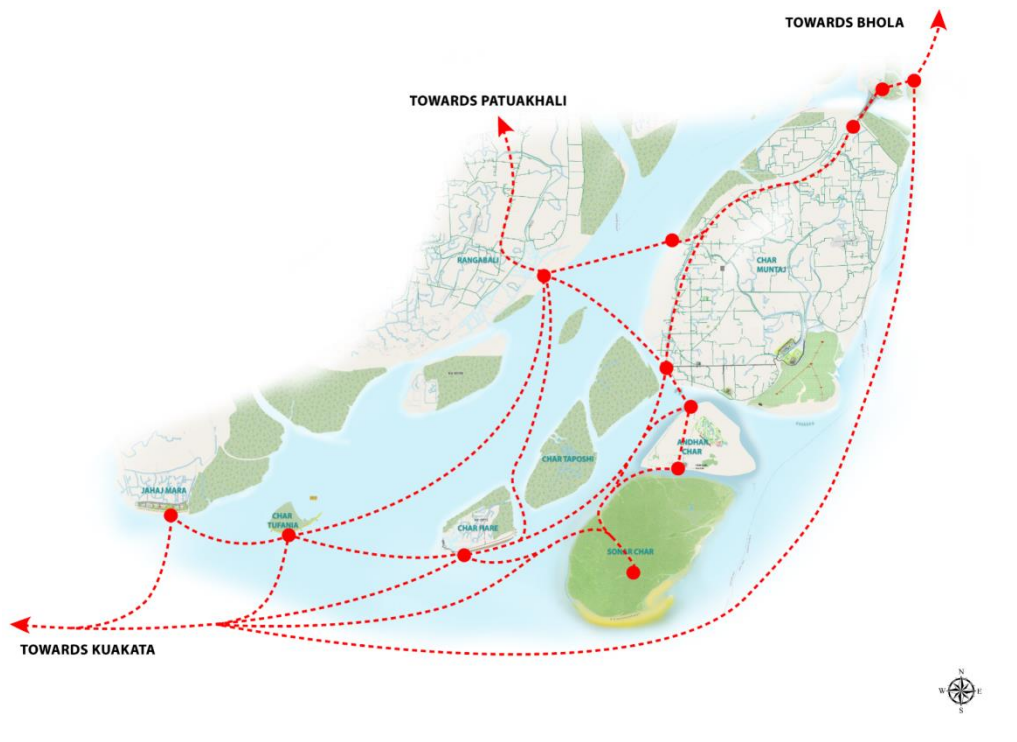 TOWARDS BHOLA
TOWARDS PATUAKHALI
RANGABALI
CHAR
MUNTAJ
ANDHAR
CHAR
CHAR TAPOSHI
JAHAJ MARA
CHAR
TUFANIA
CHAR HARE
SONAR CHAR
TOWARDS KUAKATA
N
W
E
S